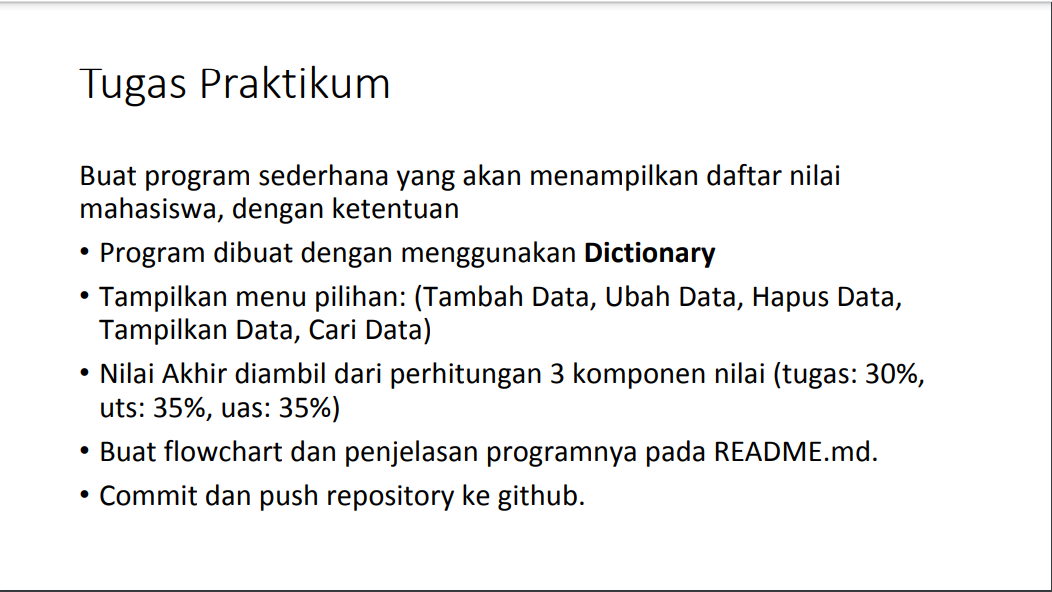 Tugas Praktikum
Buat program sederhana yang akan menampilkan daftar nilai
mahasiswa, dengan ketentuan
• Program dibuat dengan menggunakan Dictionary
• Tampilkan menu pilihan: (Tambah Data, Ubah Data, Hapus Data,
Tampilkan Data, Cari Data)
• Nilai Akhir diambil dari perhitungan 3 komponen nilai (tugas: 30%,
uts: 35%, uas: 35%)
• Buat flowchart dan penjelasan programnya pada README.md.
• Commit dan push repository ke github.